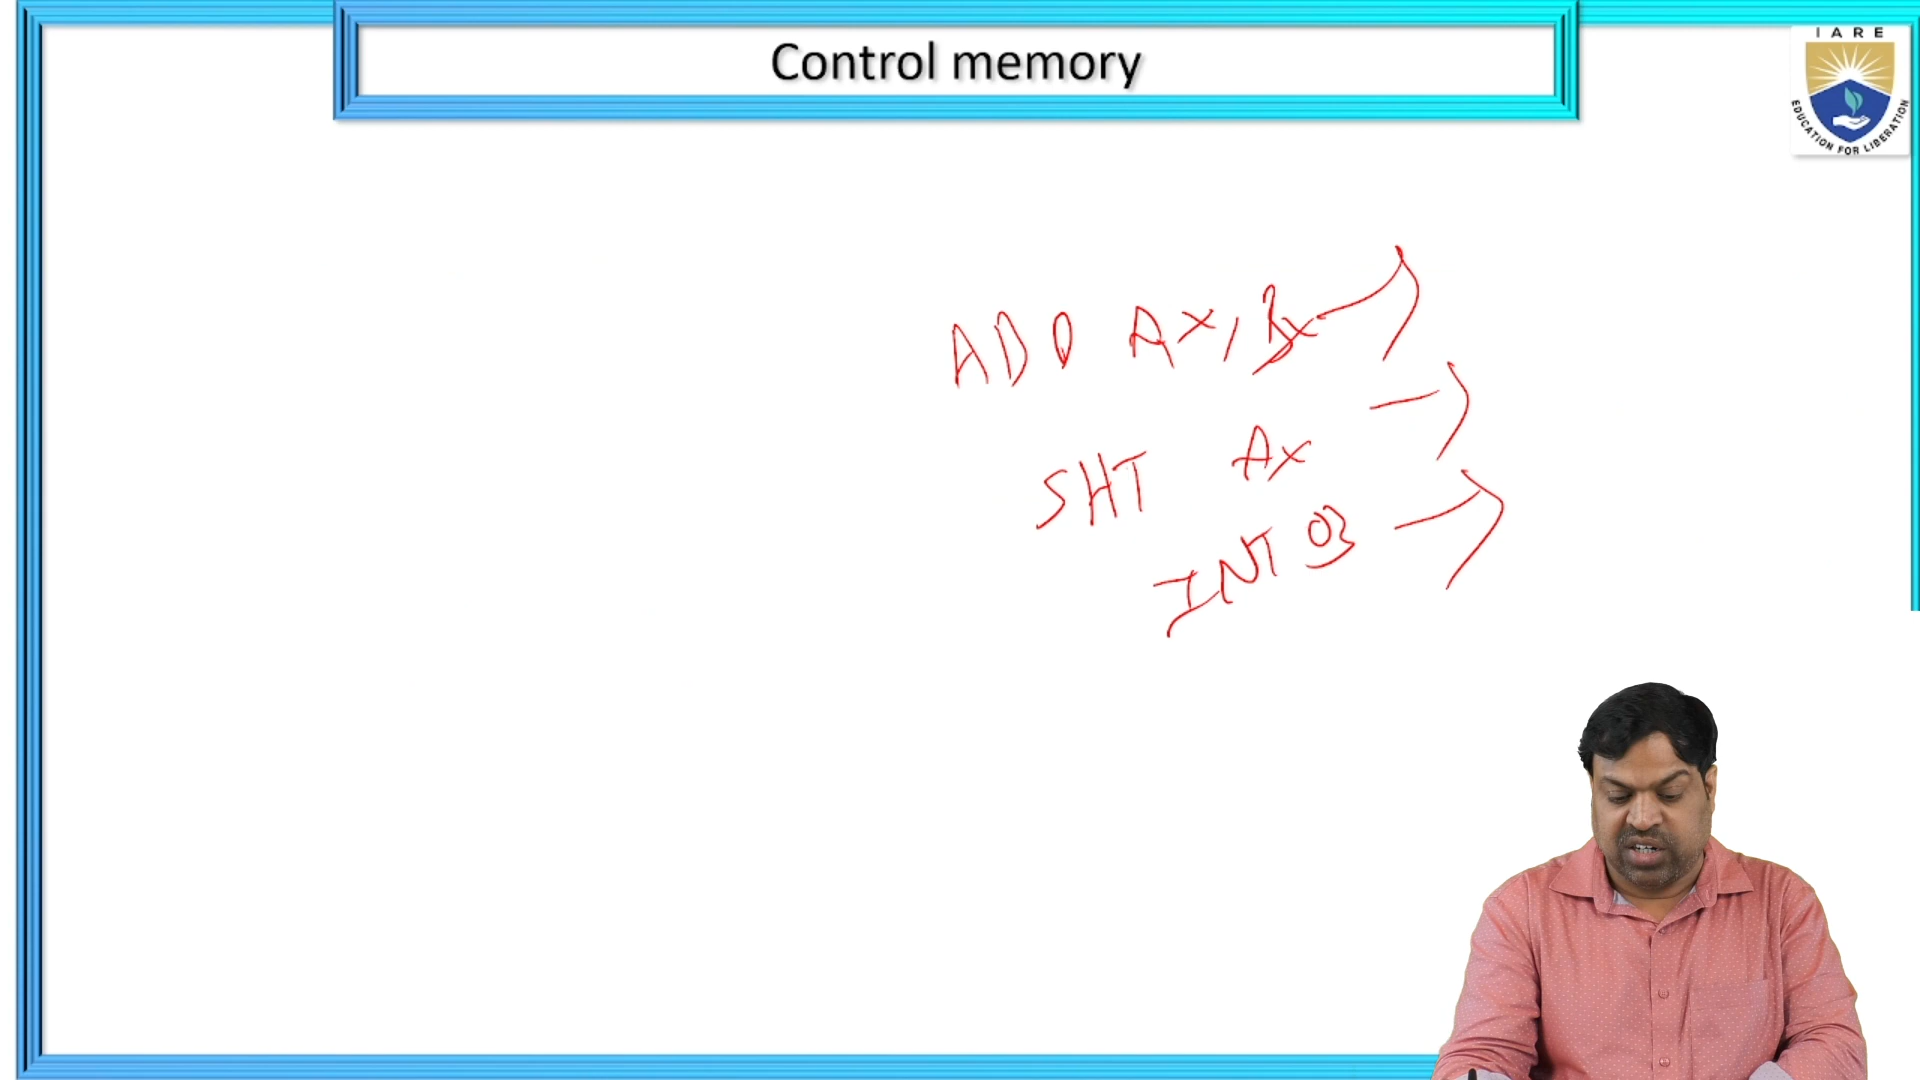 Control memory
IARE
EDUCATION FOR LIBERATION
ADD AX, BX
SHT AX
INT 03